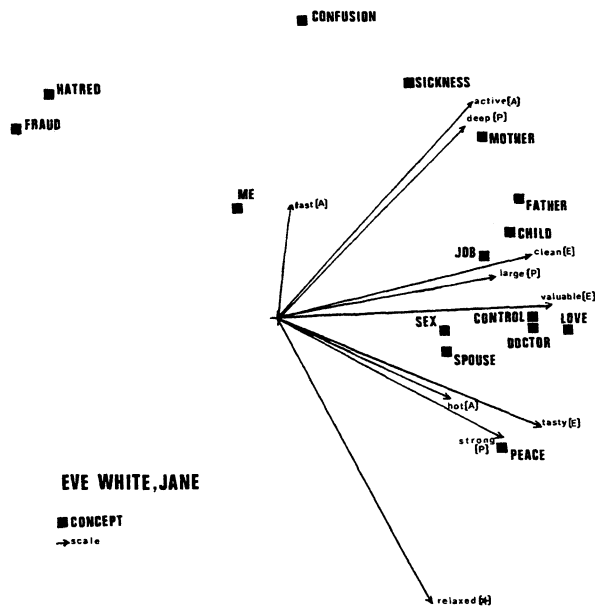 CONFUSION
HATRED
SICKNESS
active[A]
deep[P]
FRAUD
MOTHER
ME
fast[A]
FATHER
CHILD
JOB
clean[E]
large[P]
valuable[E]
SEX
CONTROL
LOVE
DOCTOR
SPOUSE
hot[A]
tasty[E]
strong
[P]
PEACE
EVE WHITE,JANE
CONCEPT
scale
relaxed[A]